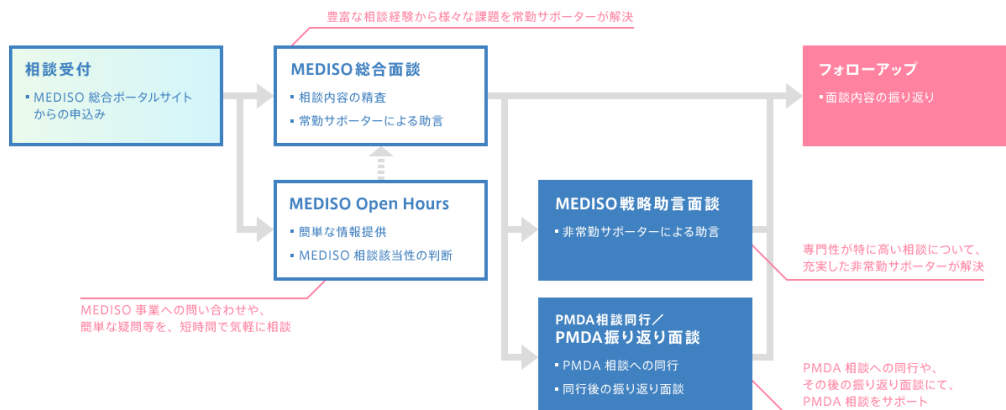 豊富な相談経験から様々な課題を常勤サポーターが解決
相談受付
▪ MEDISO 総合ポータルサイト
からの申込み
MEDISO総合面談
▪ 相談内容の精査
▪ 常勤サポーターによる助言
フォローアップ
▪ 面談内容の振り返り
MEDISO Open Hours
▪ 簡単な情報提供
▪ MEDISO 相談該当性の判断
MEDISO戦略助言面談
▪ 非常勤サポーターによる助言
専門性が特に高い相談について、
充実した非常勤サポーターが解決
MEDISO 事業への問い合わせや、
簡単な疑問等を、短時間で気軽に相談
PMDA相談同行／
PMDA振り返り面談
▪ PMDA 相談への同行
▪ 同行後の振り返り面談
PMDA 相談への同行や、
その後の振り返り面談にて、
PMDA 相談をサポート